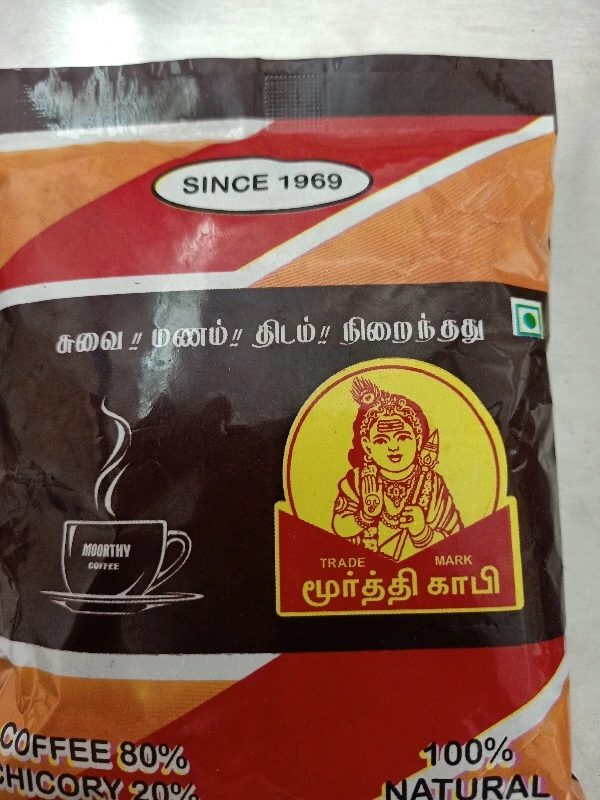 SINCE 1969
சுவை !! மணம் !! திடம் !! நிறைந்தது
MOORTHY
COFFEE
TRADE MARK
மூர்த்தி காபி
COFFEE 80%
CHICORY 20%
100%
NATURAL